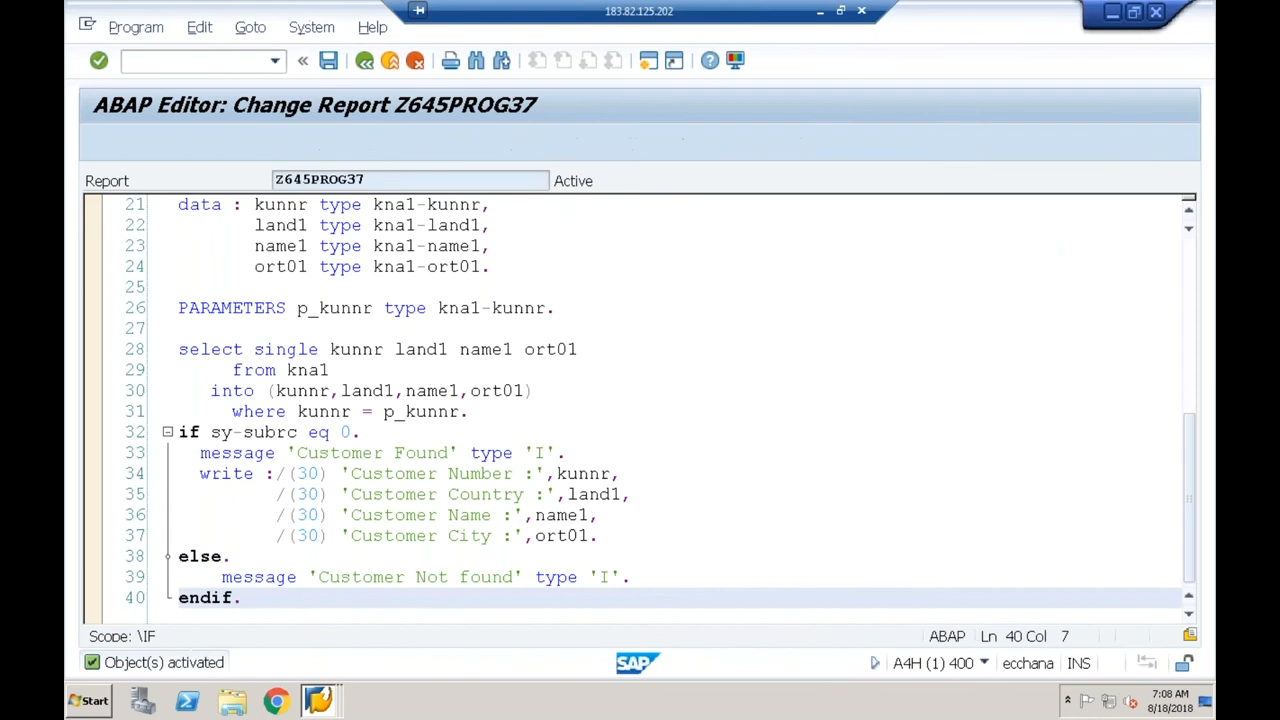 183.82.125.202
Program Edit Goto System Help
ABAP Editor: Change Report Z645PROG37
Report Z645PROG37 Active
21 data : kunnr type kna1-kunnr,
22 land1 type kna1-land1,
23 name1 type kna1-name1,
24 ort01 type kna1-ort01.
25
26 PARAMETERS p_kunnr type kna1-kunnr.
27
28 select single kunnr land1 name1 ort01
29 from kna1
30 into (kunnr,land1,name1,ort01)
31 where kunnr = p_kunnr.
32 if sy-subrc eq 0.
33 message 'Customer Found' type 'I'.
34 write :/(30) 'Customer Number :',kunnr,
35 /(30) 'Customer Country :',land1,
36 /(30) 'Customer Name :',name1,
37 /(30) 'Customer City :',ort01.
38 else.
39 message 'Customer Not found' type 'I'.
40 endif.
Scope: \IF ABAP Ln 40 Col 7
Object(s) activated SAP A4H (1) 400 ecchana INS
Start 7:08 AM
8/18/2018